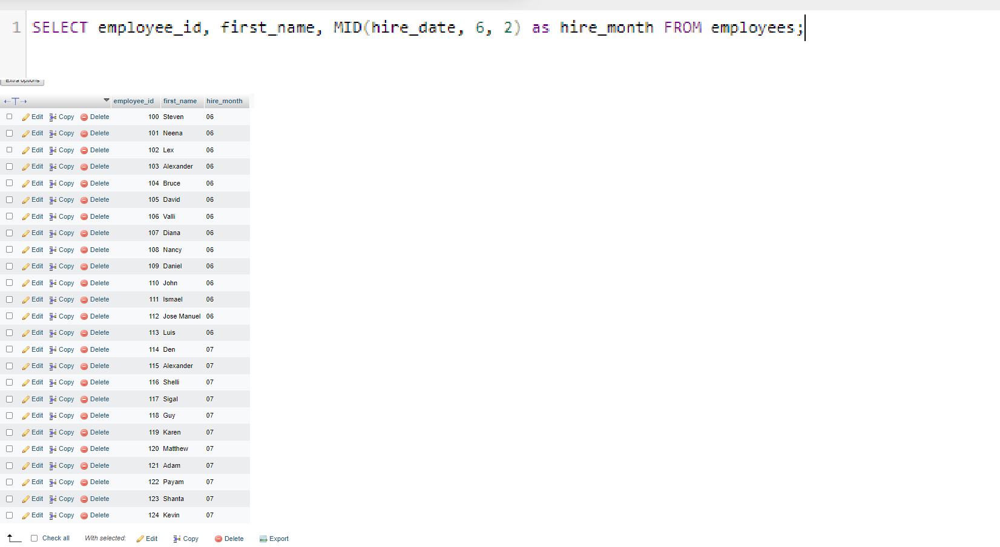 1 SELECT employee_id, first_name, MID(hire_date, 6, 2) as hire_month FROM employees;
Extra options
employee_id first_name hire_month
Edit Copy Delete 100 Steven 06
Edit Copy Delete 101 Neena 06
Edit Copy Delete 102 Lex 06
Edit Copy Delete 103 Alexander 06
Edit Copy Delete 104 Bruce 06
Edit Copy Delete 105 David 06
Edit Copy Delete 106 Valli 06
Edit Copy Delete 107 Diana 06
Edit Copy Delete 108 Nancy 06
Edit Copy Delete 109 Daniel 06
Edit Copy Delete 110 John 06
Edit Copy Delete 111 Ismael 06
Edit Copy Delete 112 Jose Manuel 06
Edit Copy Delete 113 Luis 06
Edit Copy Delete 114 Den 07
Edit Copy Delete 115 Alexander 07
Edit Copy Delete 116 Shelli 07
Edit Copy Delete 117 Sigal 07
Edit Copy Delete 118 Guy 07
Edit Copy Delete 119 Karen 07
Edit Copy Delete 120 Matthew 07
Edit Copy Delete 121 Adam 07
Edit Copy Delete 122 Payam 07
Edit Copy Delete 123 Shanta 07
Edit Copy Delete 124 Kevin 07
Check all With selected: Edit Copy Delete Export